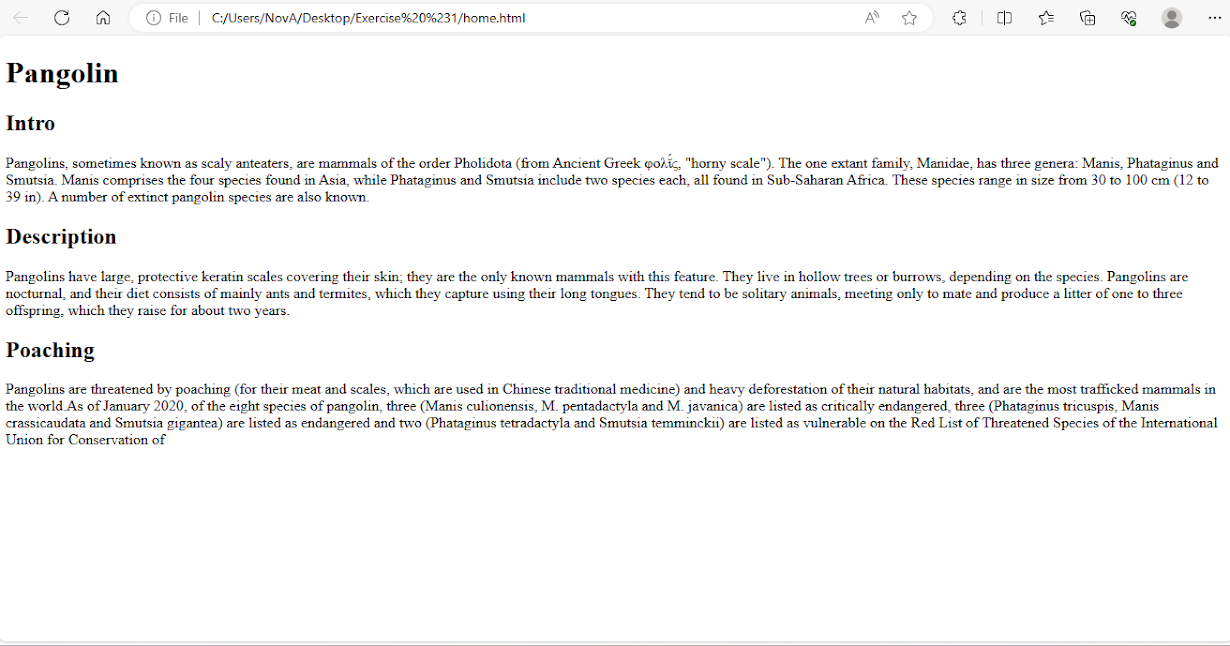 File
C:/Users/NovA/Desktop/Exercise%20%231/home.html
Pangolin
Intro
Pangolins, sometimes known as scaly anteaters, are mammals of the order Pholidota (from Ancient Greek φολῐ́ς, "horny scale"). The one extant family, Manidae, has three genera: Manis, Phataginus and
Smutsia. Manis comprises the four species found in Asia, while Phataginus and Smutsia include two species each, all found in Sub-Saharan Africa. These species range in size from 30 to 100 cm (12 to
39 in). A number of extinct pangolin species are also known.
Description
Pangolins have large, protective keratin scales covering their skin; they are the only known mammals with this feature. They live in hollow trees or burrows, depending on the species. Pangolins are
nocturnal, and their diet consists of mainly ants and termites, which they capture using their long tongues. They tend to be solitary animals, meeting only to mate and produce a litter of one to three
offspring, which they raise for about two years.
Poaching
Pangolins are threatened by poaching (for their meat and scales, which are used in Chinese traditional medicine) and heavy deforestation of their natural habitats, and are the most trafficked mammals in
the world.As of January 2020, of the eight species of pangolin, three (Manis culionensis, M. pentadactyla and M. javanica) are listed as critically endangered, three (Phataginus tricuspis, Manis
crassicaudata and Smutsia gigantea) are listed as endangered and two (Phataginus tetradactyla and Smutsia temminckii) are listed as vulnerable on the Red List of Threatened Species of the International
Union for Conservation of